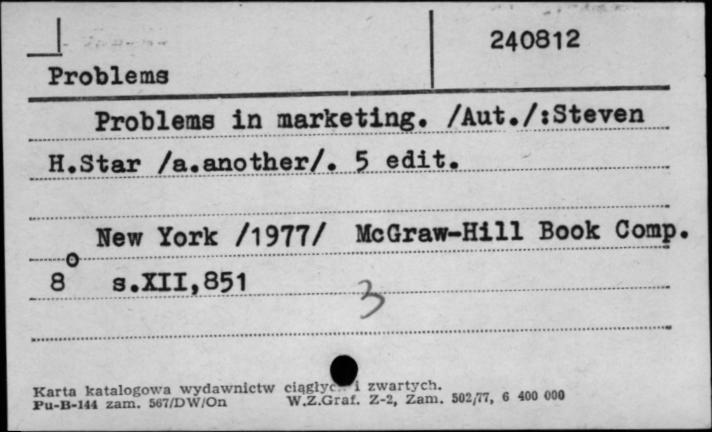 240812
Problems
Problems in marketing. /Aut./:Steven
H.Star /a.another/. 5 edit.
New York /1977/ McGraw-Hill Book Comp.
8o s.XII,851
3
Karta katalogowa wydawnictw i zwartych.
Pu-B-144 zam. 567/DW/On W.Z.Graf. Z-2, Zam. 502/77, 6 400 000